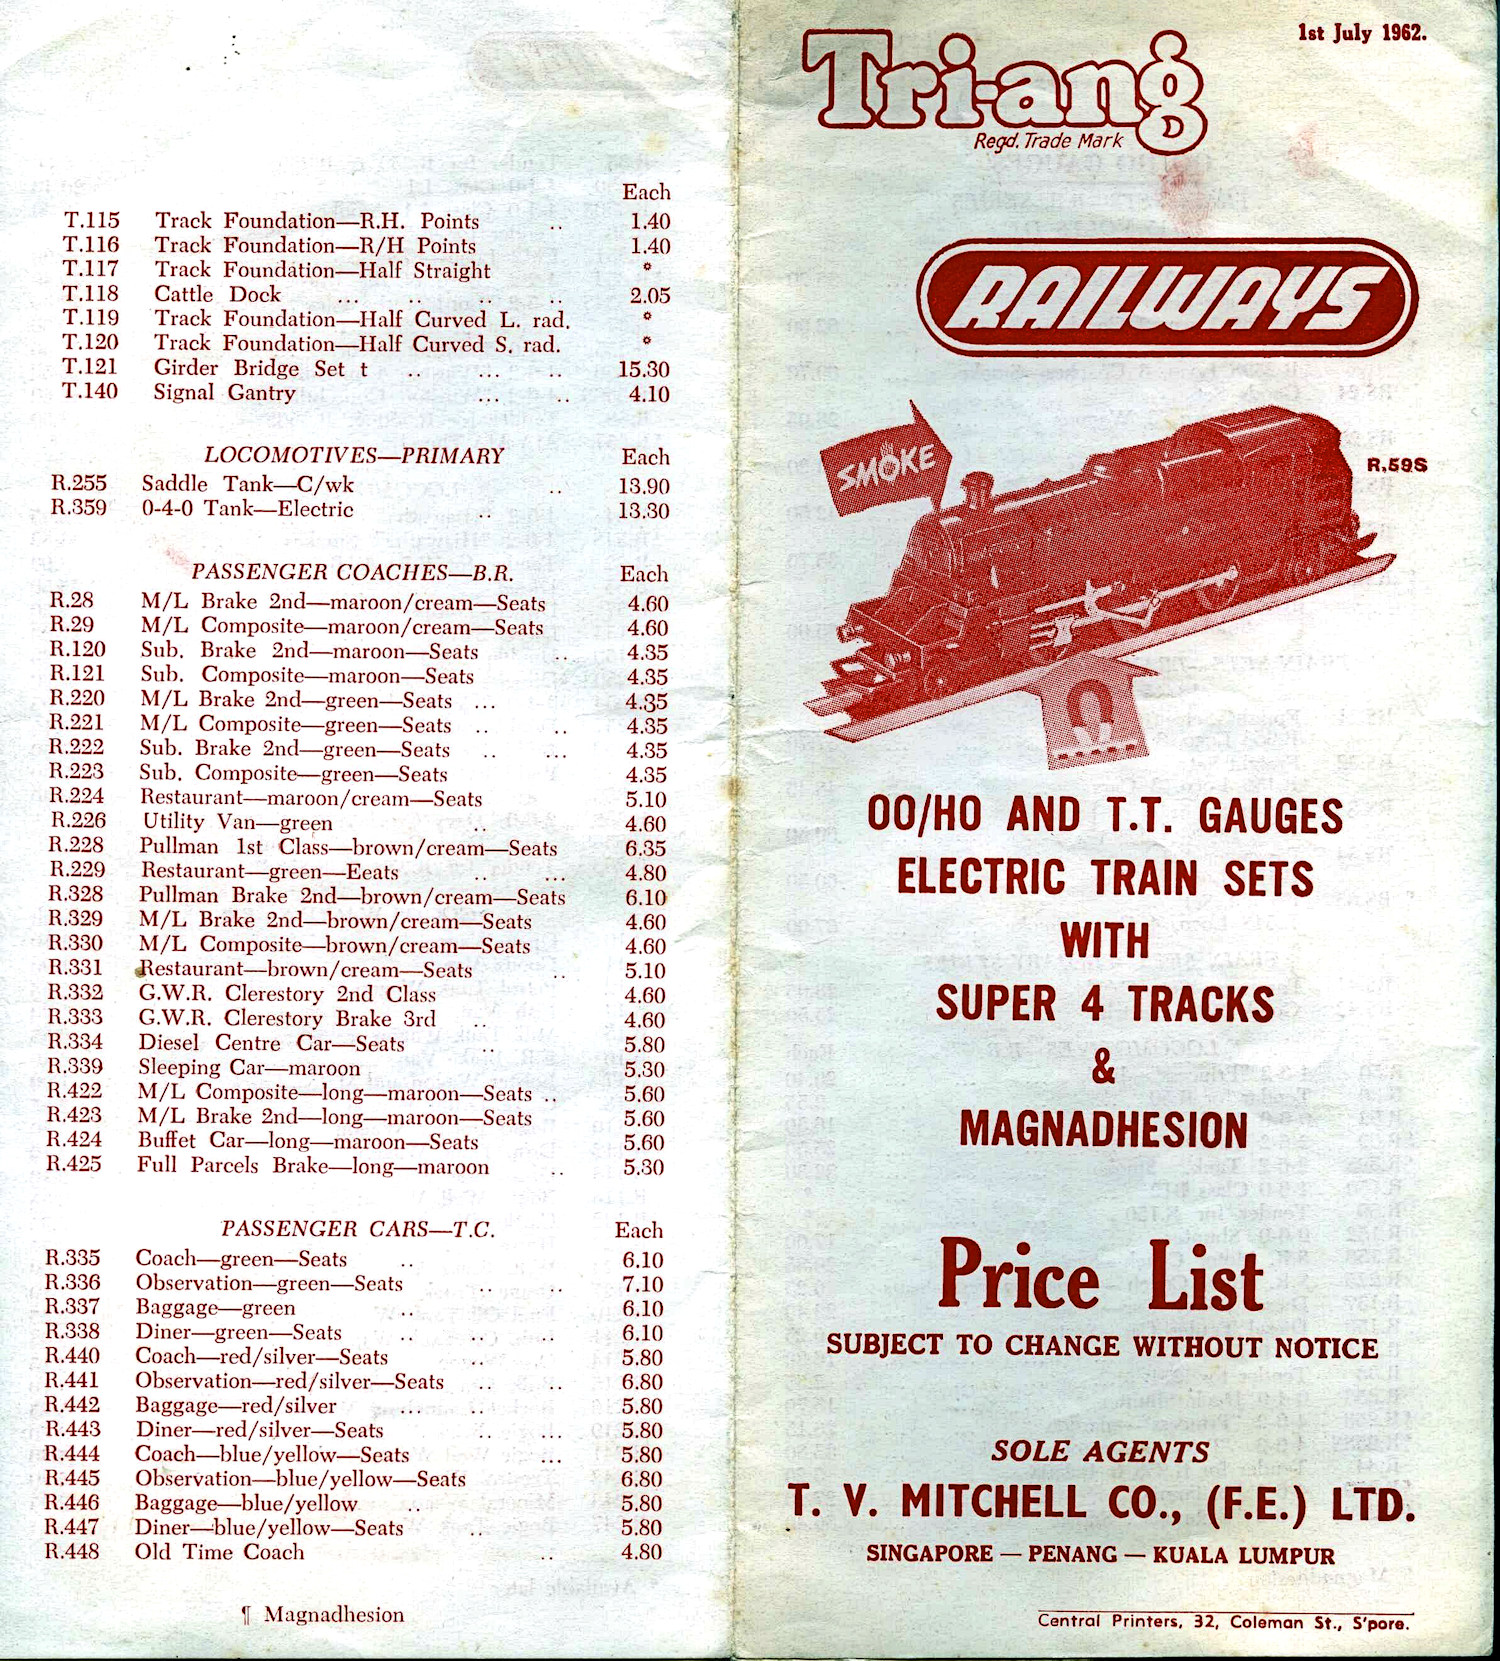 Each
T.115 Track Foundation—R.H. Points .. 1.40
T.116 Track Foundation—R/H Points 1.40
T.117 Track Foundation—Half Straight *
T.118 Cattle Dock ... .. .. 2.05
T.119 Track Foundation—Half Curved L. rad. *
T.120 Track Foundation—Half Curved S. rad. *
T.121 Girder Bridge Set t .. ... .. 15.30
T.140 Signal Gantry ... .. 4.10
LOCOMOTIVES—PRIMARY Each
R.255 Saddle Tank—C/wk .. 13.90
R.359 0-4-0 Tank—Electric .. 13.30
PASSENGER COACHES—B.R. Each
R.28 M/L Brake 2nd—maroon/cream—Seats 4.60
R.29 M/L Composite—maroon/cream—Seats 4.60
R.120 Sub. Brake 2nd—maroon—Seats .. 4.35
R.121 Sub. Composite—maroon—Seats 4.35
R.220 M/L Brake 2nd—green—Seats ... 4.35
R.221 M/L Composite—green—Seats .. .. 4.35
R.222 Sub. Brake 2nd—green—Seats .. ... 4.35
R.223 Sub. Composite—green—Seats 4.35
R.224 Restaurant—maroon/cream—Seats 5.10
R.226 Utility Van—green .. 4.60
R.228 Pullman 1st Class—brown/cream—Seats 6.35
R.229 Restaurant—green—Eeats .. ... 4.80
R.328 Pullman Brake 2nd—brown/cream—Seats 6.10
R.329 M/L Brake 2nd—brown/cream—Seats 4.60
R.330 M/L Composite—brown/cream—Seats 4.60
R.331 Restaurant—brown/cream—Seats .. 5.10
R.332 G.W.R. Clerestory 2nd Class 4.60
R.333 G.W.R. Clerestory Brake 3rd .. 4.60
R.334 Diesel Centre Car—Seats .. 5.80
R.339 Sleeping Car—maroon 5.30
R.422 M/L Composite—long—maroon—Seats .. 5.60
R.423 M/L Brake 2nd—long—maroon—Seats 5.60
R.424 Buffet Car—long—maroon—Seats 5.60
R.425 Full Parcels Brake—long—maroon .. 5.30
PASSENGER CARS—T.C. Each
R.335 Coach—green—Seats .. 6.10
R.336 Observation—green—Seats .. .. 7.10
R.337 Baggage—green .. 6.10
R.338 Diner—green—Seats .. .. .. 6.10
R.440 Coach—red/silver—Seats .. 5.80
R.441 Observation—red/silver—Seats .. .. 6.80
R.442 Baggage—red/silver ... .. 5.80
R.443 Diner—red/silver—Seats .. ... 5.80
R.444 Coach—blue/yellow—Seats ... 5.80
R.445 Observation—blue/yellow—Seats 6.80
R.446 Baggage—blue/yellow .. 5.80
R.447 Diner—blue/yellow—Seats .. 5.80
R.448 Old Time Coach .. 4.80
¶ Magnadhesion
1st July 1962.
Tri-ang
Regd. Trade Mark
RAILWAYS
SMOKE
R.59S
OO/HO AND T.T. GAUGES
ELECTRIC TRAIN SETS
WITH
SUPER 4 TRACKS
&
MAGNADHESION
Price List
SUBJECT TO CHANGE WITHOUT NOTICE
SOLE AGENTS
T. V. MITCHELL CO., (F.E.) LTD.
SINGAPORE — PENANG — KUALA LUMPUR
Central Printers, 32, Coleman St., S'pore.